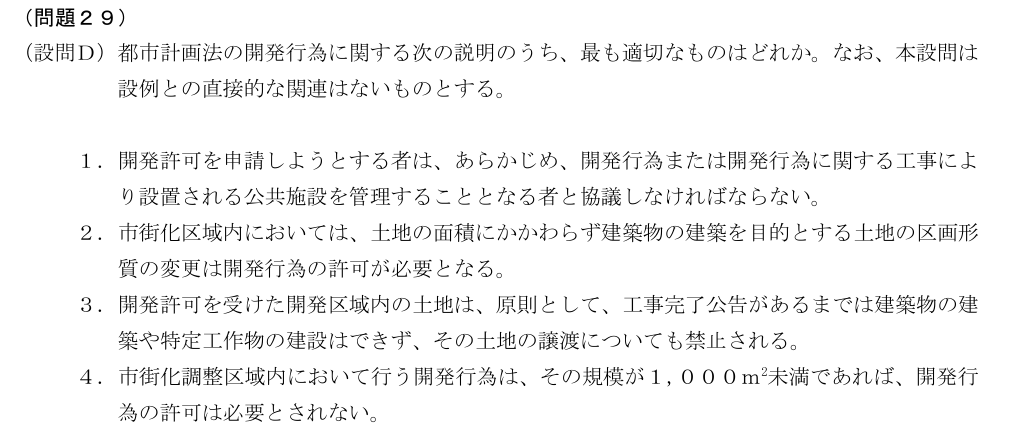 （問題２９）
（設問Ｄ）都市計画法の開発行為に関する次の説明のうち、最も適切なものはどれか。なお、本設問は
設例との直接的な関連はないものとする。
１．開発許可を申請しようとする者は、あらかじめ、開発行為または開発行為に関する工事によ
り設置される公共施設を管理することとなる者と協議しなければならない。
２．市街化区域内においては、土地の面積にかかわらず建築物の建築を目的とする土地の区画形
質の変更は開発行為の許可が必要となる。
３．開発許可を受けた開発区域内の土地は、原則として、工事完了公告があるまでは建築物の建
築や特定工作物の建設はできず、その土地の譲渡についても禁止される。
４．市街化調整区域内において行う開発行為は、その規模が１，０００ｍ²未満であれば、開発行
為の許可は必要とされない。